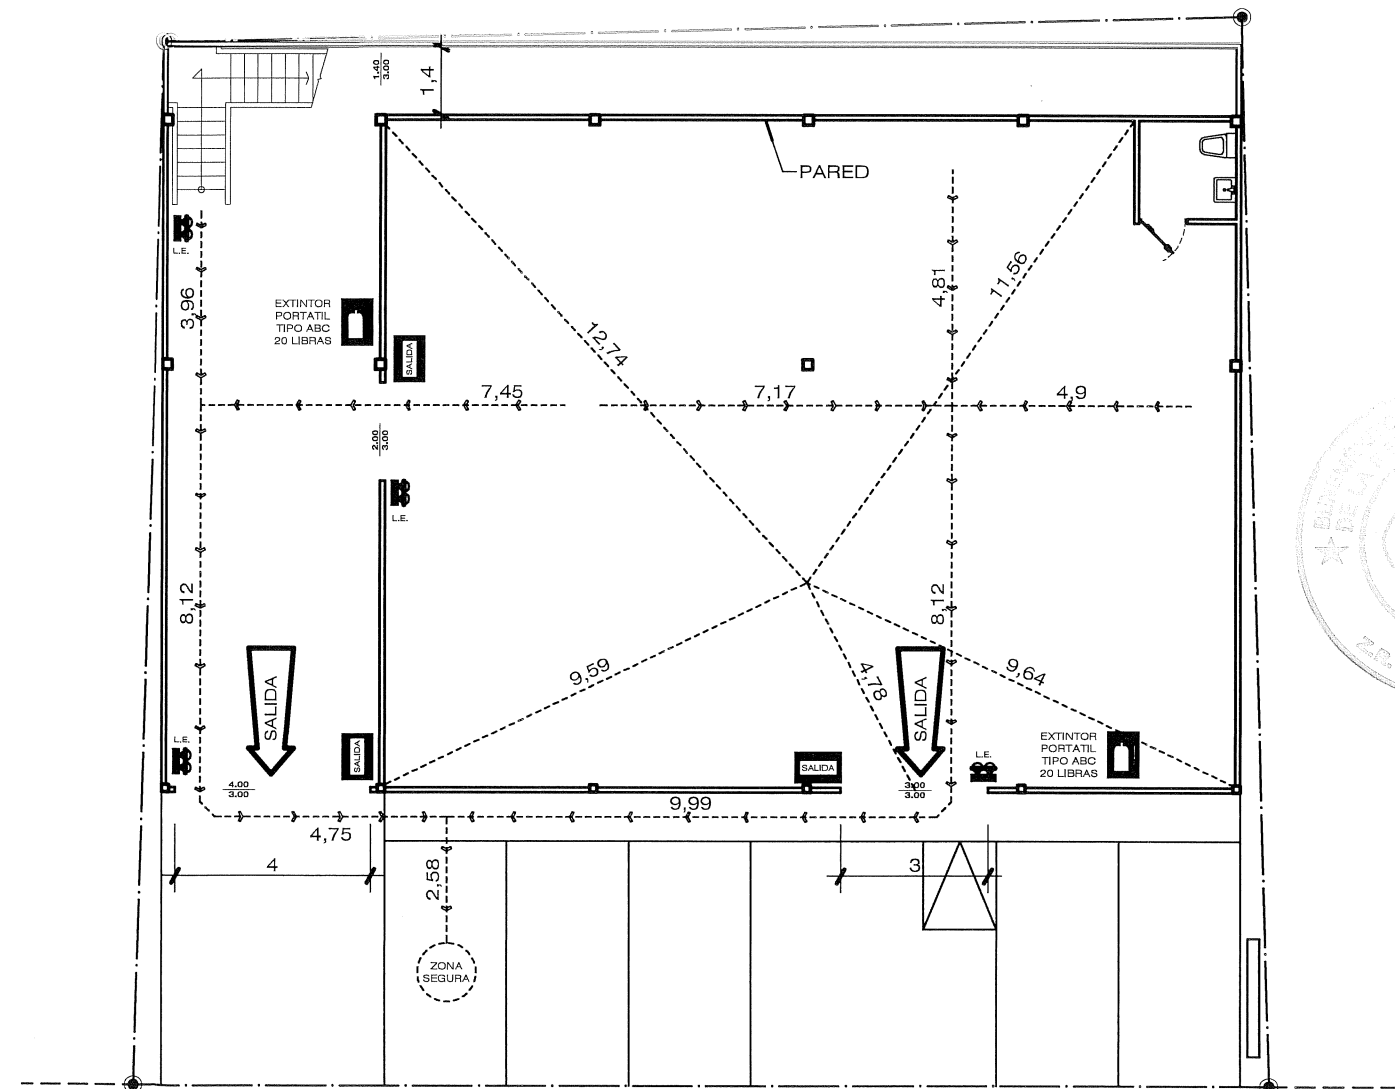 1.40
3.00
1,4
PARED
L.E.
3,96
EXTINTOR
PORTATIL
TIPO ABC
20 LIBRAS
SALIDA
12,74
4,81
11,56
7,45
7,17
4,9
2.00
3.00
L.E.
8,12
8,12
SALIDA
9,59
4,78
SALIDA
9,64
L.E.
SALIDA
SALIDA
L.E.
EXTINTOR
PORTATIL
TIPO ABC
20 LIBRAS
4.00
3.00
3.00
3.00
4,75
9,99
4
3
2,58
ZONA
SEGURA
DE LA